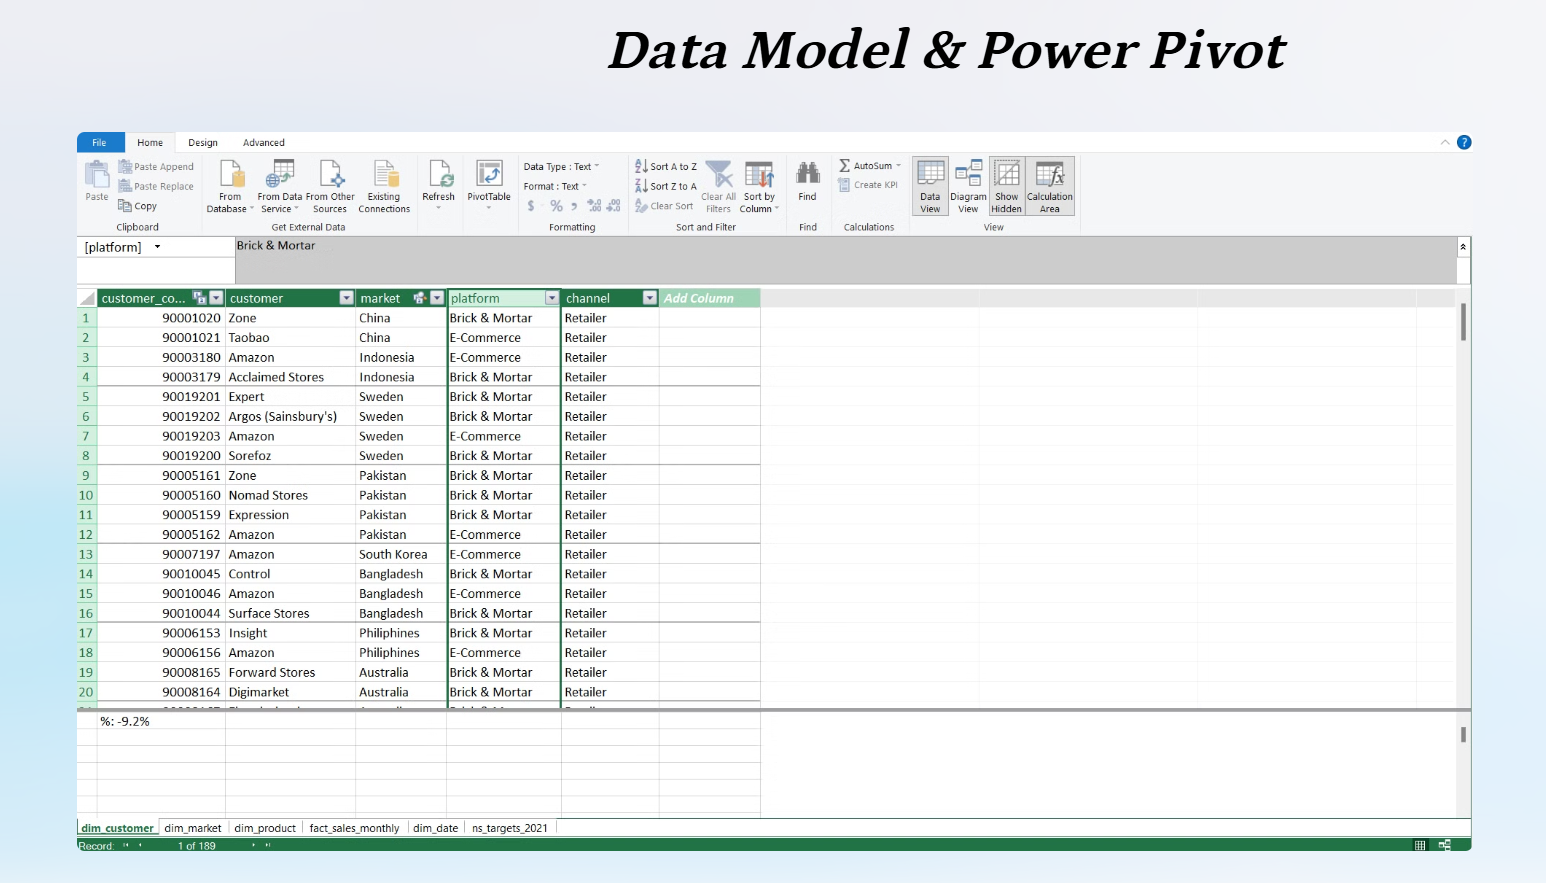 Data Model & Power Pivot
File Home Design Advanced
Paste
Paste Append
Paste Replace
Copy
Clipboard
From Database
From Data Service
From Other Sources
Existing Connections
Get External Data
Refresh
PivotTable
Data Type : Text
Format : Text
$ % , .00 .00
Formatting
Sort A to Z
Sort Z to A
Clear Sort
Clear All Filters
Sort by Column
Sort and Filter
Find
Find
AutoSum
Create KPI
Calculations
Data View
Diagram View
Show Hidden
Calculation Area
View
[platform] Brick & Mortar
customer_co... customer market platform channel Add Column
1 90001020 Zone China Brick & Mortar Retailer
2 90001021 Taobao China E-Commerce Retailer
3 90003180 Amazon Indonesia E-Commerce Retailer
4 90003179 Acclaimed Stores Indonesia Brick & Mortar Retailer
5 90019201 Expert Sweden Brick & Mortar Retailer
6 90019202 Argos (Sainsbury's) Sweden Brick & Mortar Retailer
7 90019203 Amazon Sweden E-Commerce Retailer
8 90019200 Sorefoz Sweden Brick & Mortar Retailer
9 90005161 Zone Pakistan Brick & Mortar Retailer
10 90005160 Nomad Stores Pakistan Brick & Mortar Retailer
11 90005159 Expression Pakistan Brick & Mortar Retailer
12 90005162 Amazon Pakistan E-Commerce Retailer
13 90007197 Amazon South Korea E-Commerce Retailer
14 90010045 Control Bangladesh Brick & Mortar Retailer
15 90010046 Amazon Bangladesh E-Commerce Retailer
16 90010044 Surface Stores Bangladesh Brick & Mortar Retailer
17 90006153 Insight Philiphines Brick & Mortar Retailer
18 90006156 Amazon Philiphines E-Commerce Retailer
19 90008165 Forward Stores Australia Brick & Mortar Retailer
20 90008164 Digimarket Australia Brick & Mortar Retailer
%: -9.2%
dim_customer dim_market dim_product fact_sales_monthly dim_date ns_targets_2021
Record: 1 of 189